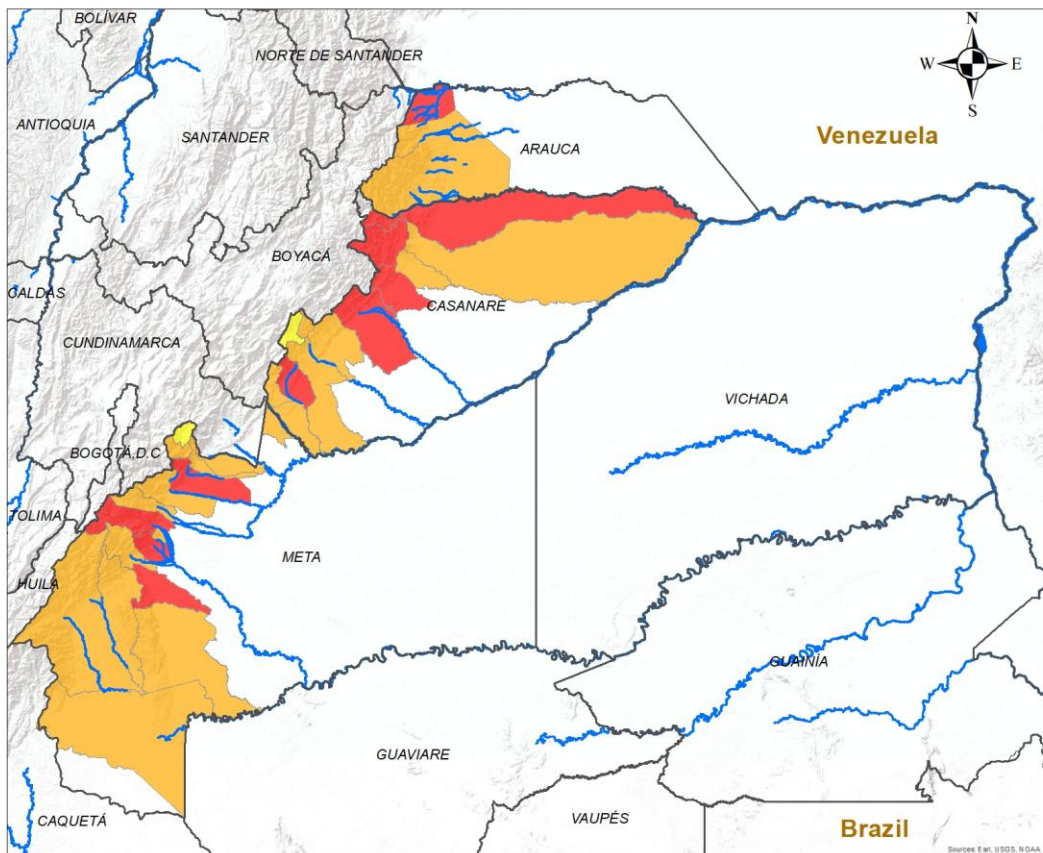 BOLÍVAR
NORTE DE SANTANDER
N
W E
S
ANTIOQUIA
SANTANDER
Venezuela
ARAUCA
BOYACÁ
CALDAS
CASANARE
CUNDINAMARCA
VICHADA
BOGOTÁ,D.C
TOLIMA
META
HUILA
GUAINÍA
GUAVIARE
CAQUETÁ
VAUPÉS
Brazil
Sources: Esri, USGS, NOAA